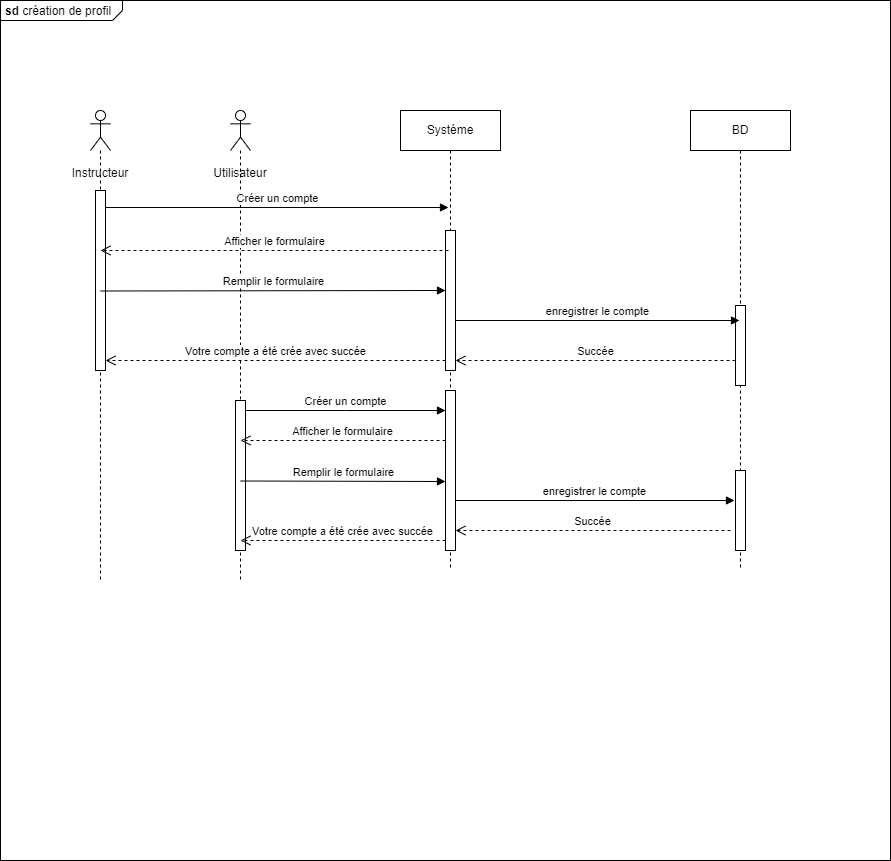 sd création de profil
Systéme
BD
Instructeur
Utilisateur
Créer un compte
Afficher le formulaire
Remplir le formulaire
enregistrer le compte
Votre compte a été crée avec succée
Succée
Créer un compte
Afficher le formulaire
Remplir le formulaire
enregistrer le compte
Succée
Votre compte a été crée avec succée